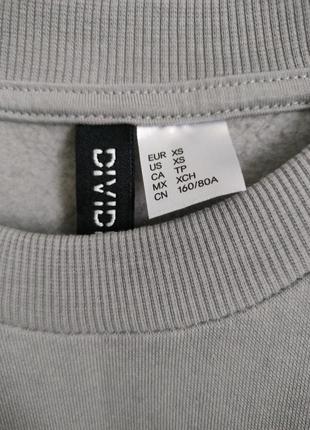 DIVID
EUR XS
US XS
CA TP
MX XCH
CN 160/80A